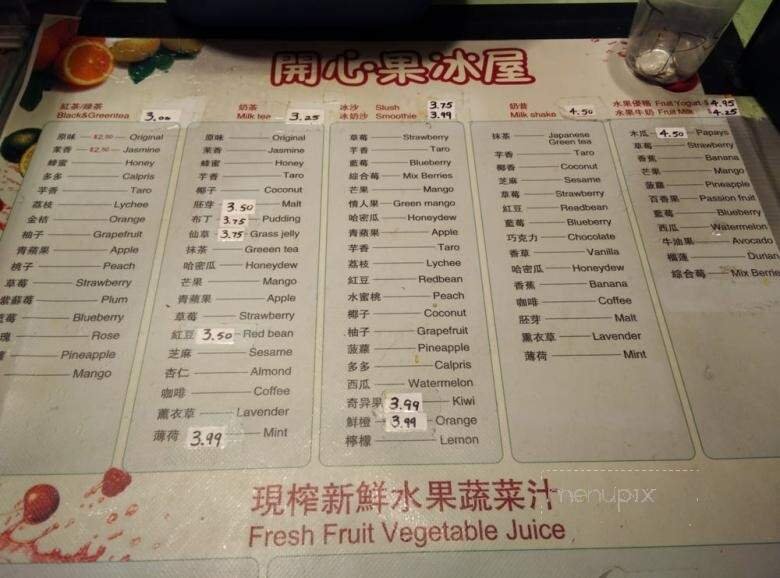 開心果冰屋
紅茶/綠茶
Black&Greentea 3.00
原味 $2.50 Original
茉香 $2.50 Jasmine
蜂蜜 Honey
多多 Calpris
芋香 Taro
荔枝 Lychee
金桔 Orange
柚子 Grapefruit
青蘋果 Apple
桃子 Peach
草莓 Strawberry
紫蘇莓 Plum
藍莓 Blueberry
瑰 Rose
Pineapple
Mango
奶茶
Milk tea 3.25
原味 Original
茉香 Jasmine
蜂蜜 Honey
芋香 Taro
椰子 Coconut
胚芽 3.50 Malt
布丁 3.75 Pudding
仙草 3.75 Grass jelly
抹茶 Greeen tea
哈密瓜 Honeydew
芒果 Mango
青蘋果 Apple
草莓 Strawberry
紅豆 3.50 Red bean
芝麻 Sesame
杏仁 Almond
咖啡 Coffee
薰衣草 Lavender
薄荷 3.99 Mint
冰沙 Slush 3.75
冰奶沙 Smoothie 3.99
草莓 Strawberry
芋香 Taro
藍莓 Blueberry
綜合莓 Mix Berries
芒果 Mango
情人果 Green mango
哈密瓜 Honeydew
青蘋果 Apple
芋香 Taro
荔枝 Lychee
紅豆 Redbean
水蜜桃 Peach
椰子 Coconut
柚子 Grapefruit
菠蘿 Pineapple
多多 Calpris
西瓜 Watermelon
奇异果 3.99 Kiwi
鮮橙 3.99 Orange
檸檬 Lemon
奶昔
Milk shake 4.50
抹茶 Japanese
Green tea
芋香 Taro
椰香 Coconut
芝麻 Sesame
草莓 Strawberry
紅豆 Readbean
藍莓 Blueberry
巧克力 Chocolate
香草 Vanilla
哈密瓜 Honeydew
香蕉 Banana
咖啡 Coffee
胚芽 Malt
薰衣草 Lavender
薄荷 Mint
水果優格 Fruit Yogurt $4.95
水果牛奶 Fruit Milk $4.25
木瓜 4.50 Papays
草莓 Strawberry
香蕉 Banana
芒果 Mango
菠蘿 Pineapple
百香果 Passion fruit
藍莓 Blueberry
西瓜 Watermelon
牛油果 Avocado
榴蓮 Durian
綜合莓 Mix Berries
現榨新鮮水果蔬菜汁
Fresh Fruit Vegetable Juice
menupix